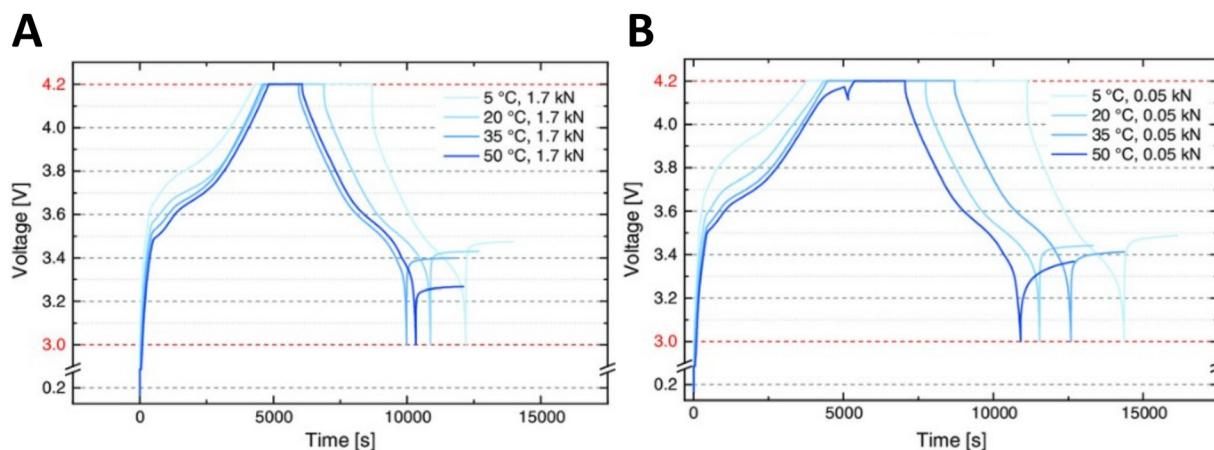 A
Voltage [V]
4.2
4.0
3.8
3.6
3.4
3.2
3.0
0.2
5 °C, 1.7 kN
20 °C, 1.7 kN
35 °C, 1.7 kN
50 °C, 1.7 kN
0
5000
10000
15000
Time [s]
B
Voltage [V]
4.2
4.0
3.8
3.6
3.4
3.2
3.0
0.2
5 °C, 0.05 kN
20 °C, 0.05 kN
35 °C, 0.05 kN
50 °C, 0.05 kN
0
5000
10000
15000
Time [s]